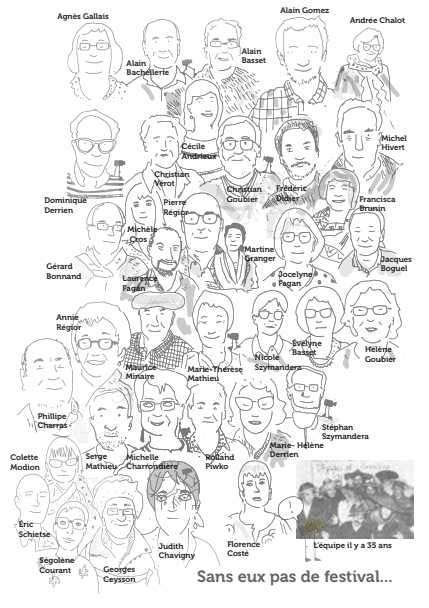 Agnès Gallais
Alain Gomez
Andrée Chalot
Alain
Bachellerie
Alain
Basset
Cécile
Andrieux
Michel
Hivert
Christian
Vérot
Christian
Goubier
Frédéric
Didier
Dominique
Derrien
Pierre
Régior
Francisca
Brunin
Michèle
Cros
Martine
Granger
Gérard
Bonnand
Laurence
Fagan
Jocelyne
Fagan
Jacques
Boguel
Annie
Régior
Maurice
Minaire
Marie-Thérèse
Mathieu
Nicole
Szymandera
Évelyne
Basset
Hélène
Goubier
Phillipe
Charras
Stéphan
Szymandera
Colette
Modion
Serge
Mathieu
Michelle
Charrondière
Rolland
Piwko
Marie- Hélène
Derrien
Éric
Schietse
Ségolène
Courant
Georges
Ceysson
Judith
Chavigny
Florence
Costé
L'équipe il y a 35 ans
Sans eux pas de festival...